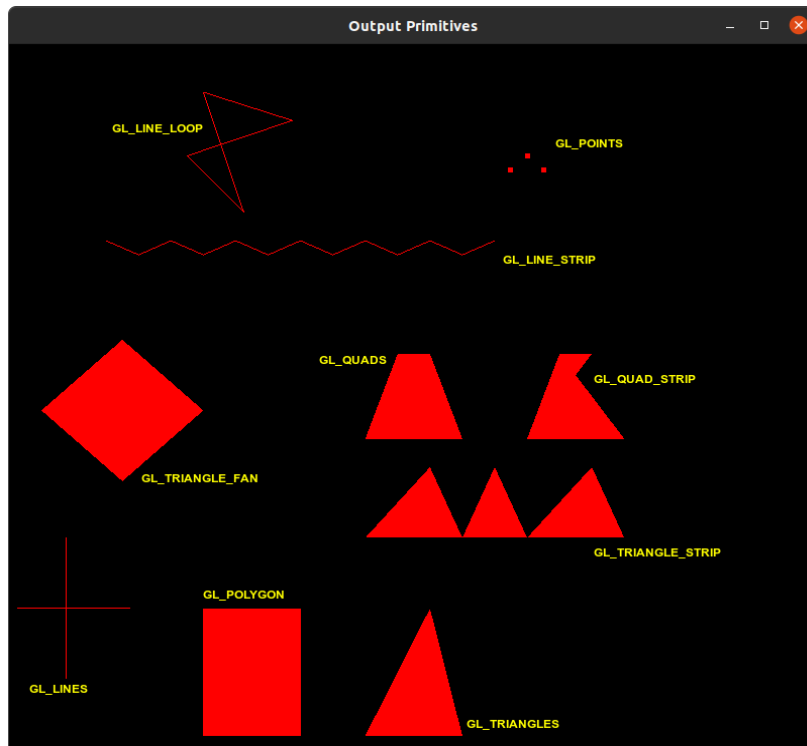 Output Primitives
GL_LINE_LOOP
GL_POINTS
GL_LINE_STRIP
GL_QUADS
GL_QUAD_STRIP
GL_TRIANGLE_FAN
GL_TRIANGLE_STRIP
GL_POLYGON
GL_LINES
GL_TRIANGLES